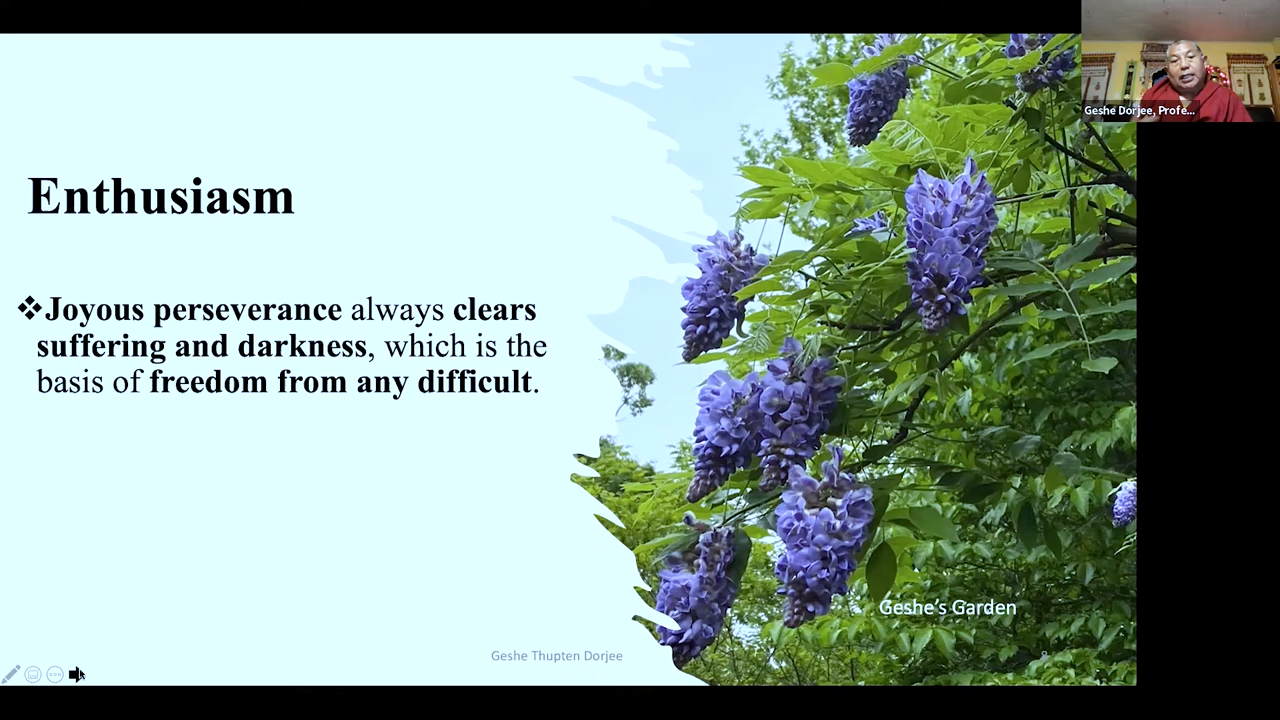 Geshe Dorjee, Profe...
Enthusiasm
❖Joyous perseverance always clears
suffering and darkness, which is the
basis of freedom from any difficult.
Geshe's Garden
Geshe Thupten Dorjee
8